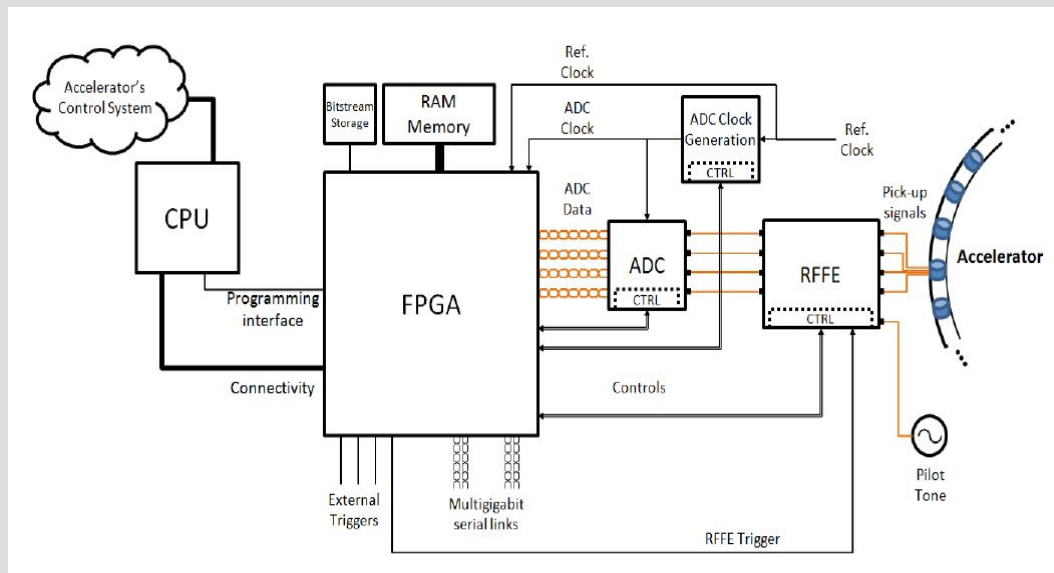 Accelerator's
Control System
CPU
Bitstream
Storage
RAM
Memory
Ref.
Clock
ADC
Clock
ADC Clock
Generation
CTRL
Ref.
Clock
ADC
Data
Pick-up
signals
Accelerator
FPGA
ADC
CTRL
RFFE
CTRL
Programming
interface
Connectivity
Controls
External
Triggers
Multigigabit
serial links
RFFE Trigger
Pilot
Tone